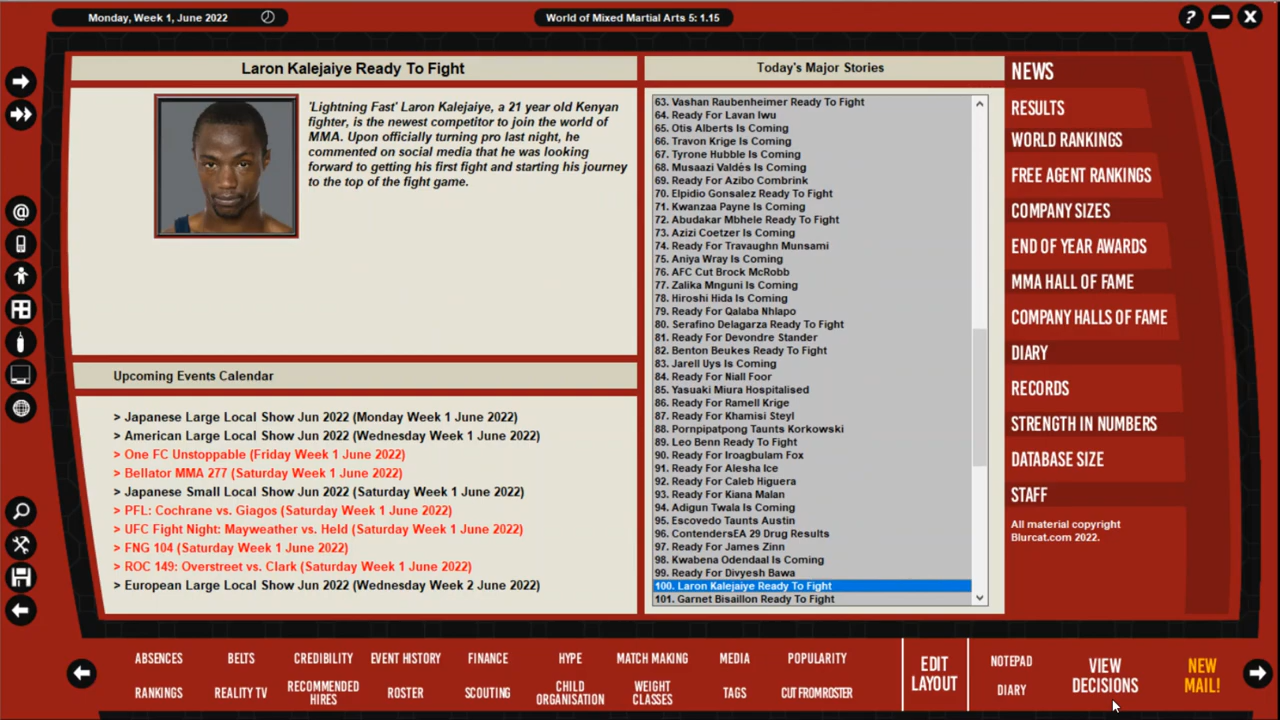 Monday, Week 1, June 2022
World of Mixed Martial Arts 5: 1.15
?
X
Laron Kalejaiye Ready To Fight
'Lightning Fast' Laron Kalejaiye, a 21 year old Kenyan
fighter, is the newest competitor to join the world of
MMA. Upon officially turning pro last night, he
commented on social media that he was looking
forward to getting his first fight and starting his journey
to the top of the fight game.
Upcoming Events Calendar
> Japanese Large Local Show Jun 2022 (Monday Week 1 June 2022)
> American Large Local Show Jun 2022 (Wednesday Week 1 June 2022)
> One FC Unstoppable (Friday Week 1 June 2022)
> Bellator MMA 277 (Saturday Week 1 June 2022)
> Japanese Small Local Show Jun 2022 (Saturday Week 1 June 2022)
> PFL: Cochrane vs. Giagos (Saturday Week 1 June 2022)
> UFC Fight Night: Mayweather vs. Held (Saturday Week 1 June 2022)
> FNG 104 (Saturday Week 1 June 2022)
> ROC 149: Overstreet vs. Clark (Saturday Week 1 June 2022)
> European Large Local Show Jun 2022 (Wednesday Week 2 June 2022)
Today's Major Stories
63. Vashan Raubenheimer Ready To Fight
64. Ready For Lavan Iwu
65. Otis Alberts Is Coming
66. Travon Krige Is Coming
67. Tyrone Hubble Is Coming
68. Musaazi Valdès Is Coming
69. Ready For Azibo Combrink
70. Elpidio Gonsalez Ready To Fight
71. Kwanzaa Payne Is Coming
72. Abudakar Mbhele Ready To Fight
73. Azizi Coetzer Is Coming
74. Ready For Travaughn Munsami
75. Aniya Wray Is Coming
76. AFC Cut Brock McRobb
77. Zalika Mnguni Is Coming
78. Hiroshi Hida Is Coming
79. Ready For Qalaba Nhlapo
80. Serafino Delagarza Ready To Fight
81. Ready For Devondre Stander
82. Benton Beukes Ready To Fight
83. Jarell Uys Is Coming
84. Ready For Niall Foor
85. Yasuaki Miura Hospitalised
86. Ready For Ramell Krige
87. Ready For Khamisi Steyl
88. Pornpipatpong Taunts Korkowski
89. Leo Benn Ready To Fight
90. Ready For Iroagbulam Fox
91. Ready For Alesha Ice
92. Ready For Caleb Higuera
93. Ready For Kiana Malan
94. Adigun Twala Is Coming
95. Escovedo Taunts Austin
96. ContendersEA 29 Drug Results
97. Ready For James Zinn
98. Kwabena Odendaal Is Coming
99. Ready For Divyesh Bawa
100. Laron Kalejaiye Ready To Fight
101. Garnet Bisaillon Ready To Fight
NEWS
RESULTS
WORLD RANKINGS
FREE AGENT RANKINGS
COMPANY SIZES
END OF YEAR AWARDS
MMA HALL OF FAME
COMPANY HALLS OF FAME
DIARY
RECORDS
STRENGTH IN NUMBERS
DATABASE SIZE
STAFF
All material copyright
Blurcat.com 2022.
@
ABSENCES BELTS CREDIBILITY EVENT HISTORY FINANCE HYPE MATCH MAKING MEDIA POPULARITY
RANKINGS REALITY TV RECOMMENDED HIRES ROSTER SCOUTING CHILD ORGANISATION WEIGHT CLASSES TAGS CUT FROM ROSTER
EDIT
LAYOUT
NOTEPAD
DIARY
VIEW
DECISIONS
NEW
MAIL!